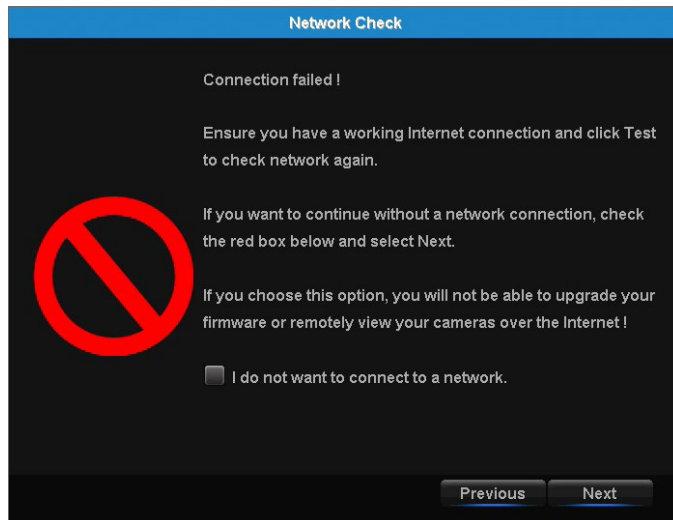 Network Check
Connection failed !
Ensure you have a working Internet connection and click Test
to check network again.
If you want to continue without a network connection, check
the red box below and select Next.
If you choose this option, you will not be able to upgrade your
firmware or remotely view your cameras over the Internet !
I do not want to connect to a network.
Previous Next